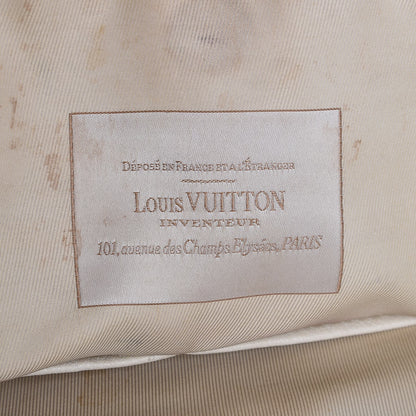 DÉPOSÉ EN FRANCE ET A L'ÉTRANGER
LOUIS VUITTON
INVENTEUR
101, avenue des Champs Elysées, PARIS